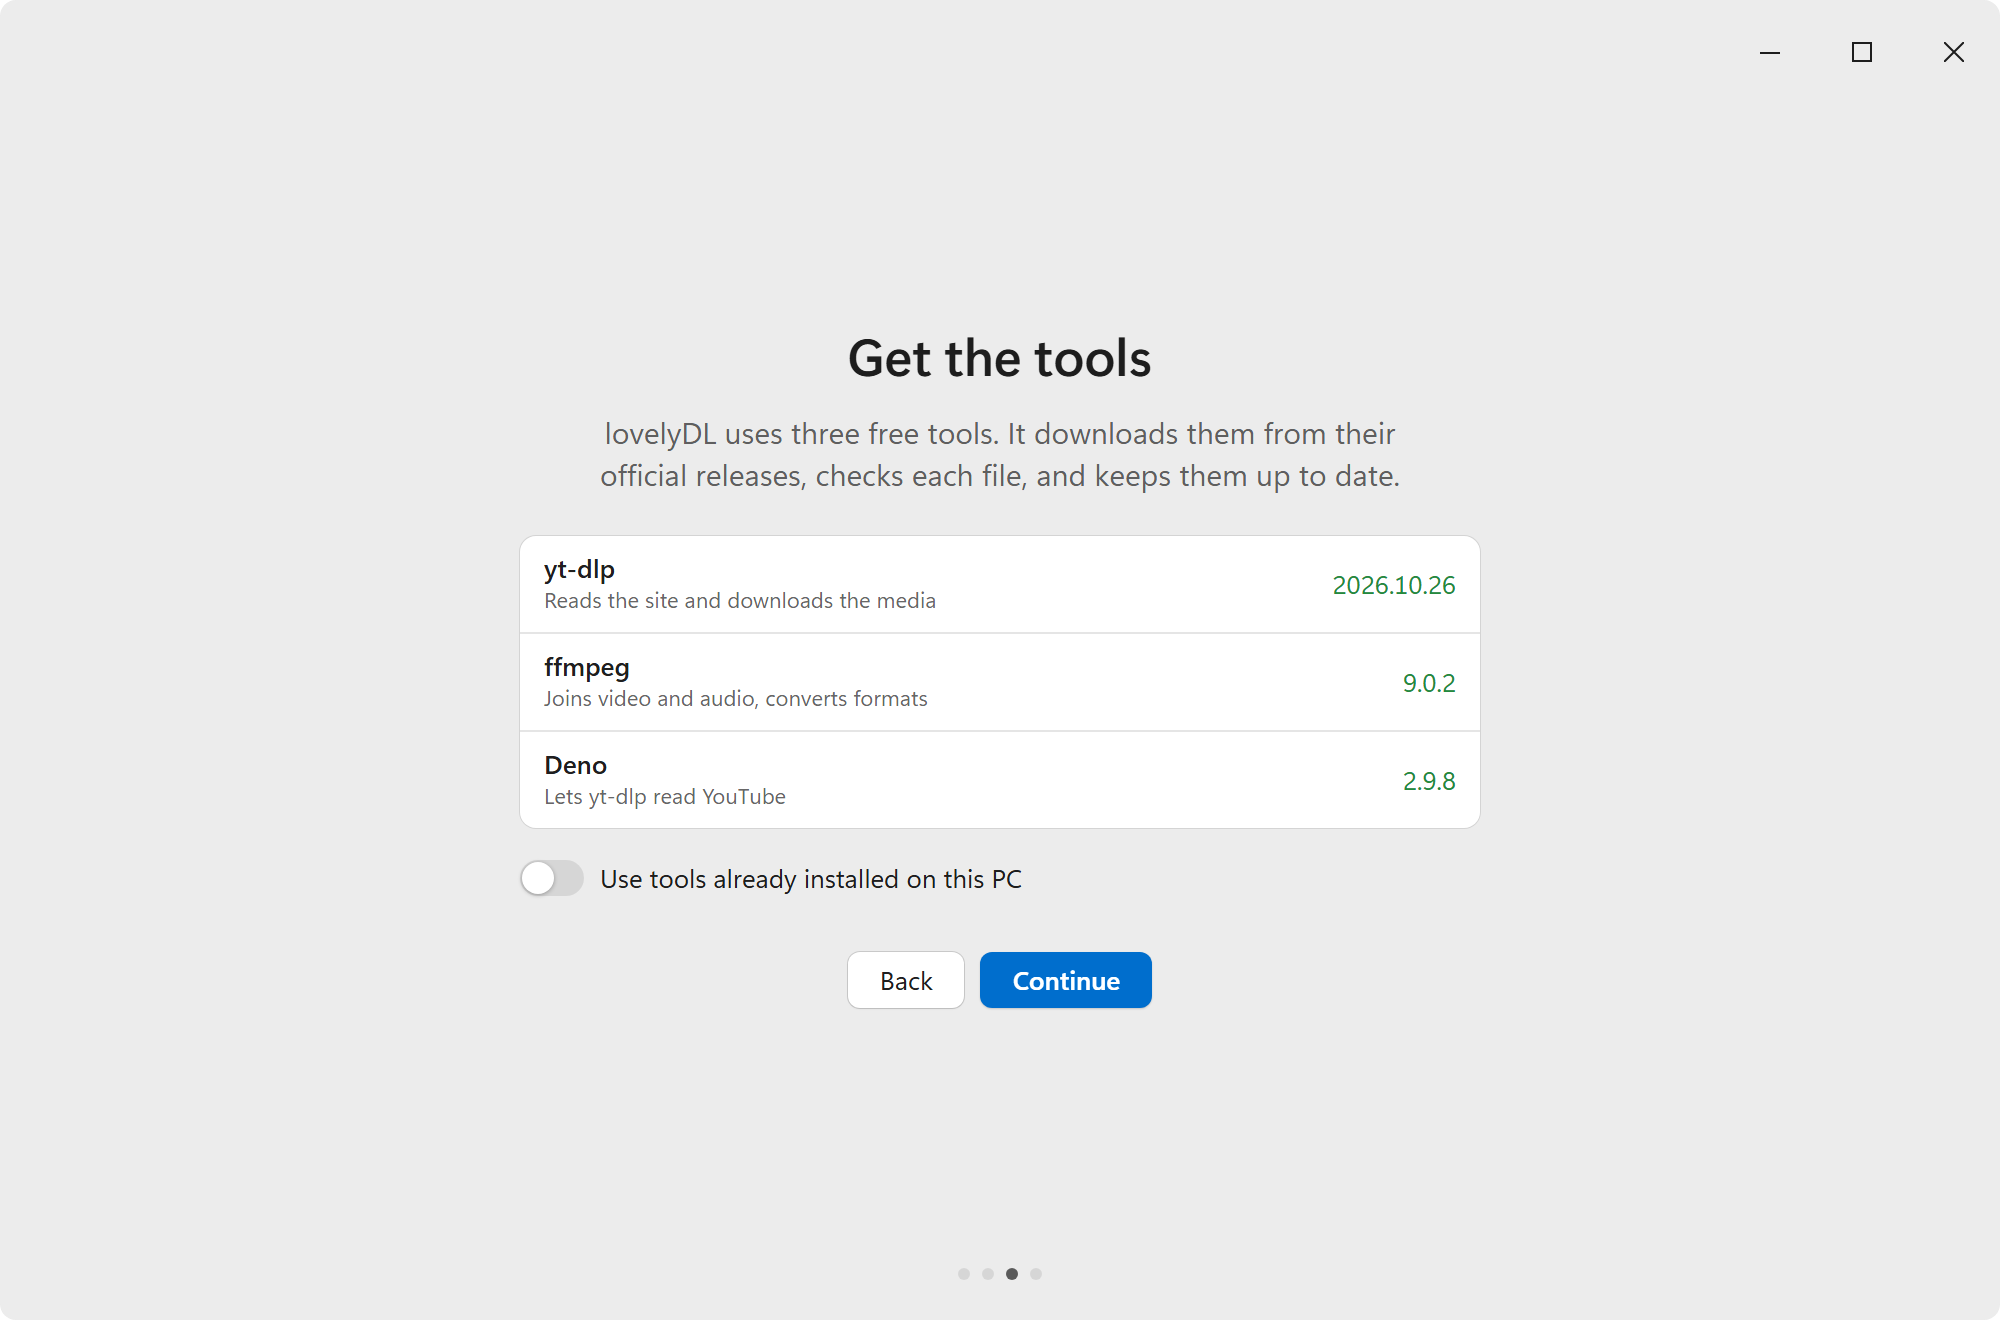 Get the tools
lovelyDL uses three free tools. It downloads them from their
official releases, checks each file, and keeps them up to date.
yt-dlp
Reads the site and downloads the media
2026.10.26
ffmpeg
Joins video and audio, converts formats
9.0.2
Deno
Lets yt-dlp read YouTube
2.9.8
Use tools already installed on this PC
Back
Continue